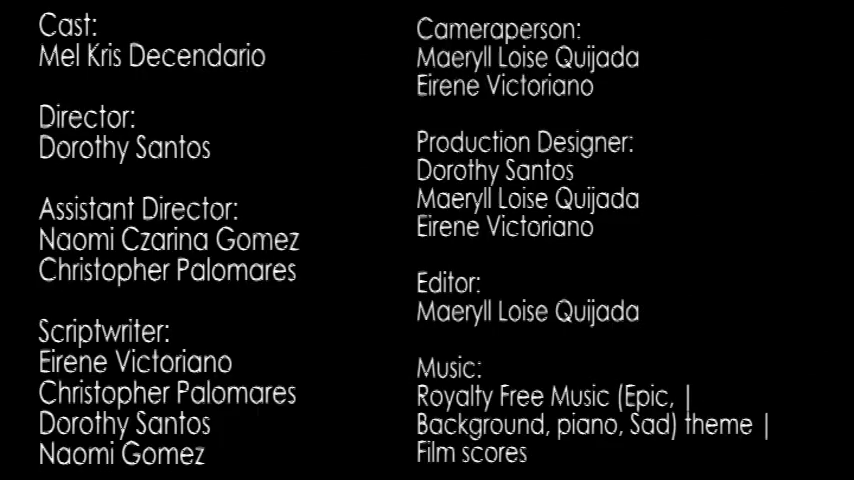 Cast:
Mel Kris Decendario
Director:
Dorothy Santos
Assistant Director:
Naomi Czarina Gomez
Christopher Palomares
Scriptwriter:
Eirene Victoriano
Christopher Palomares
Dorothy Santos
Naomi Gomez
Cameraperson:
Maeryll Loise Quijada
Eirene Victoriano
Production Designer:
Dorothy Santos
Maeryll Loise Quijada
Eirene Victoriano
Editor:
Maeryll Loise Quijada
Music:
Royalty Free Music (Epic, |
Background, piano, Sad) theme |
Film scores